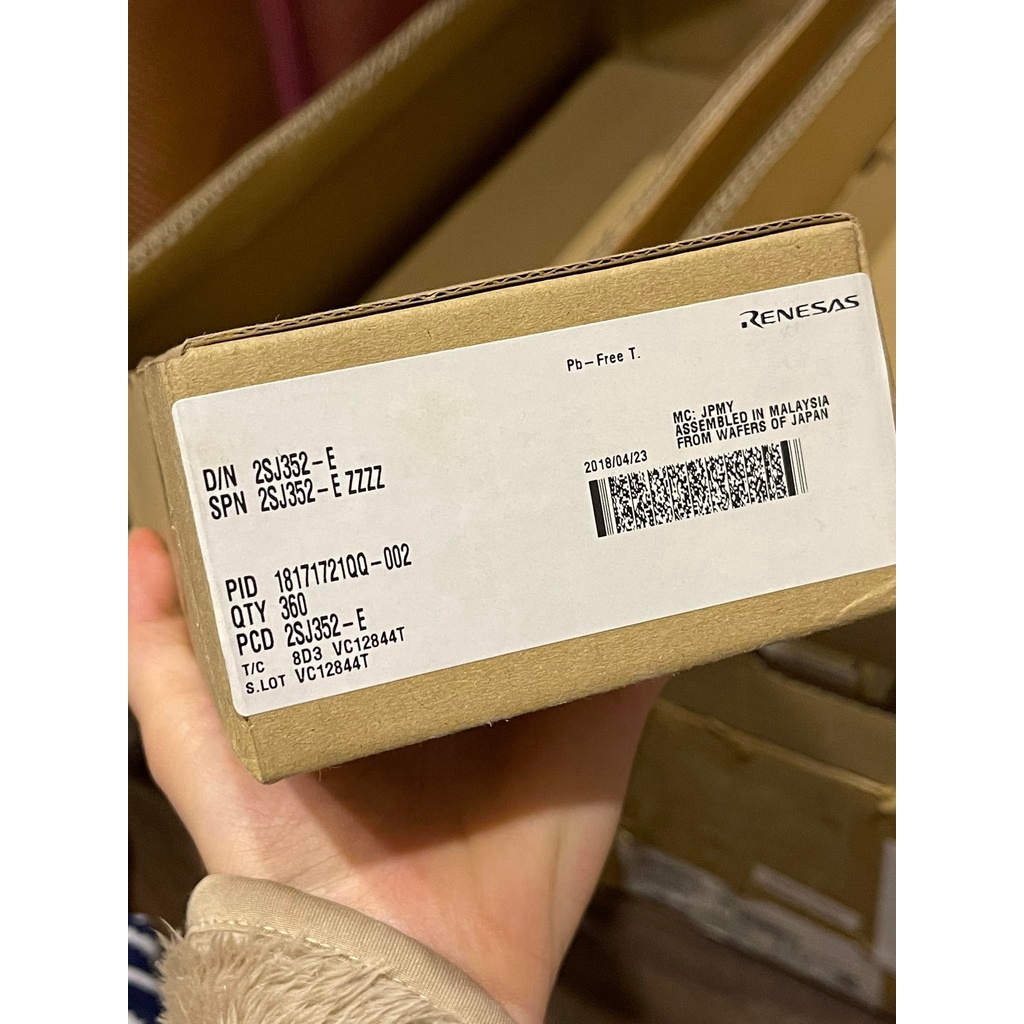 RENESAS
Pb-Free T.
MC: JPMY
ASSEMBLED IN MALAYSIA
FROM WAFERS OF JAPAN
2018/04/23
D/N 2SJ352-E
SPN 2SJ352-E ZZZZ
PID 18171721QQ-002
QTY 360
PCD 2SJ352-E
T/C 8D3 VC12844T
S.LOT VC12844T